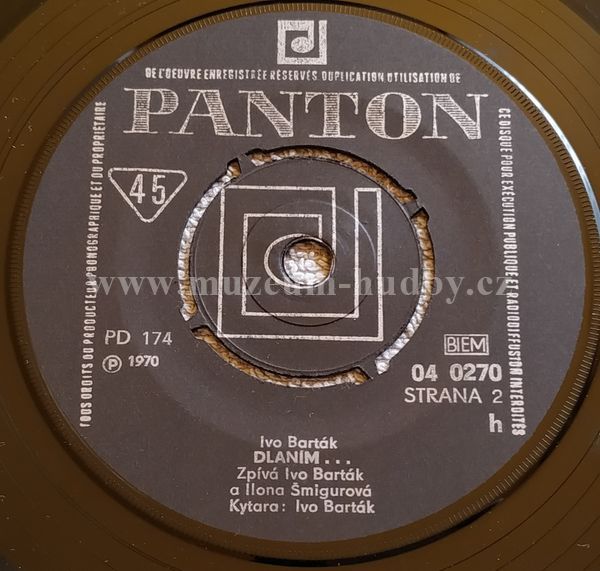 DE L'OEUVRE ENREGISTRÉE RÉSERVÉS DUPLICATION UTILISATION DE
PANTON
TOUS DROITS DU PRODUCTEUR PHONOGRAPHIQUE ET DU PROPRIÉTAIRE
CE DISQUE POUR EXÉCUTION PUBLIQUE ET RADIODIFFUSION INTERDITES
45
www.muzeum-hudby.cz
PD 174
Ⓟ 1970
BIEM
04 0270
STRANA 2
h
Ivo Barták
DLANÍM...
Zpívá Ivo Barták
a Ilona Šmigurová
Kytara: Ivo Barták